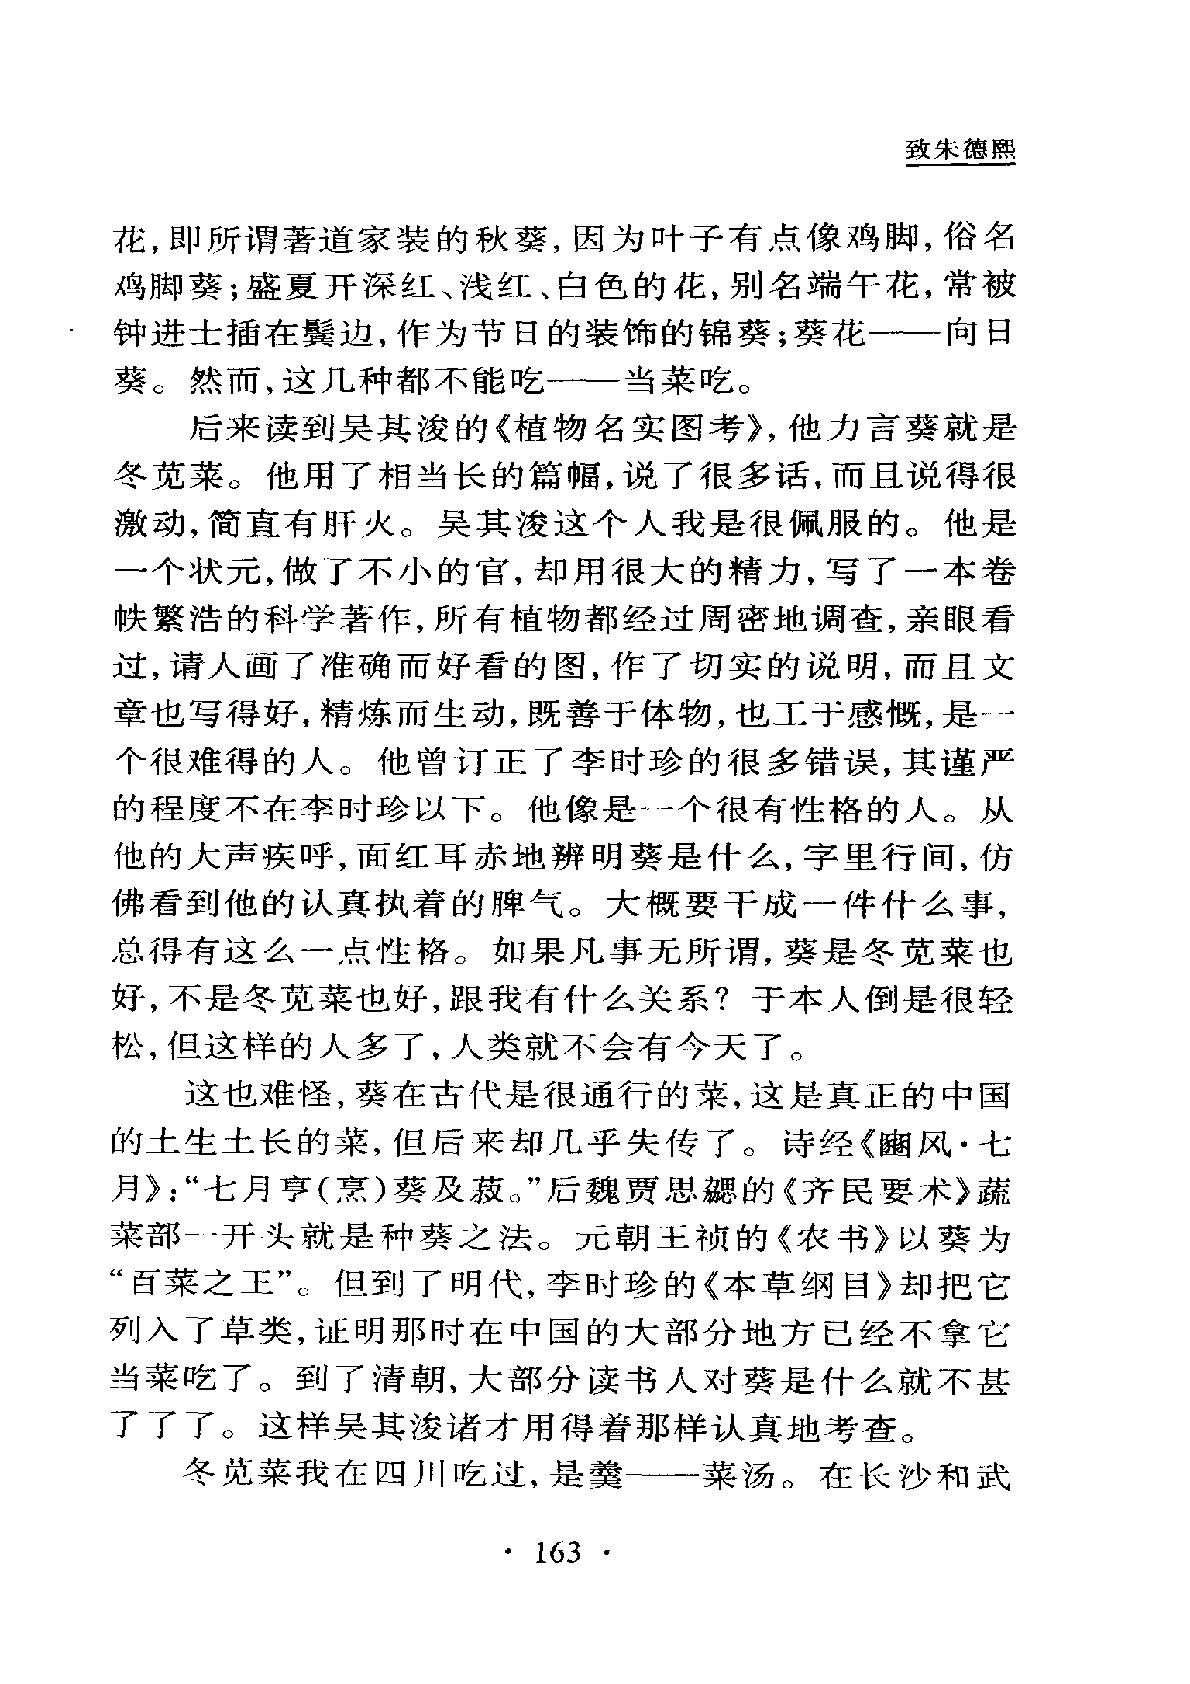 致朱德熙
花，即所谓著道家装的秋葵，因为叶子有点像鸡脚，俗名
鸡脚葵；盛夏开深红、浅红、白色的花，别名端午花，常被
钟进士插在鬓边，作为节日的装饰的锦葵；葵花——向日
葵。然而，这几种都不能吃——当菜吃。
后来读到吴其浚的《植物名实图考》，他力言葵就是
冬苋菜。他用了相当长的篇幅，说了很多话，而且说得很
激动，简直有肝火。吴其浚这个人我是很佩服的。他是
一个状元，做了不小的官，却用很大的精力，写了一本卷
帙繁浩的科学著作，所有植物都经过周密地调查，亲眼看
过，请人画了准确而好看的图，作了切实的说明，而且文
章也写得好，精炼而生动，既善于体物，也工于感慨，是一
个很难得的人。他曾订正了李时珍的很多错误，其谨严
的程度不在李时珍以下。他像是一个很有性格的人。从
他的大声疾呼，面红耳赤地辨明葵是什么，字里行间，仿
佛看到他的认真执着的脾气。大概要干成一件什么事，
总得有这么一点性格。如果凡事无所谓，葵是冬苋菜也
好，不是冬苋菜也好，跟我有什么关系？于本人倒是很轻
松，但这样的人多了，人类就不会有今天了。
这也难怪，葵在古代是很通行的菜，这是真正的中国
的土生土长的菜，但后来却几乎失传了。诗经《豳风·七
月》：“七月亨（烹）葵及菽。”后魏贾思勰的《齐民要术》蔬
菜部一开头就是种葵之法。元朝王祯的《农书》以葵为
“百菜之王”。但到了明代，李时珍的《本草纲目》却把它
列入了草类，证明那时在中国的大部分地方已经不拿它
当菜吃了。到了清朝，大部分读书人对葵是什么就不甚
了了了。这样吴其浚诸才用得着那样认真地考查。
冬苋菜我在四川吃过，是羹——菜汤。在长沙和武
· 163 ·